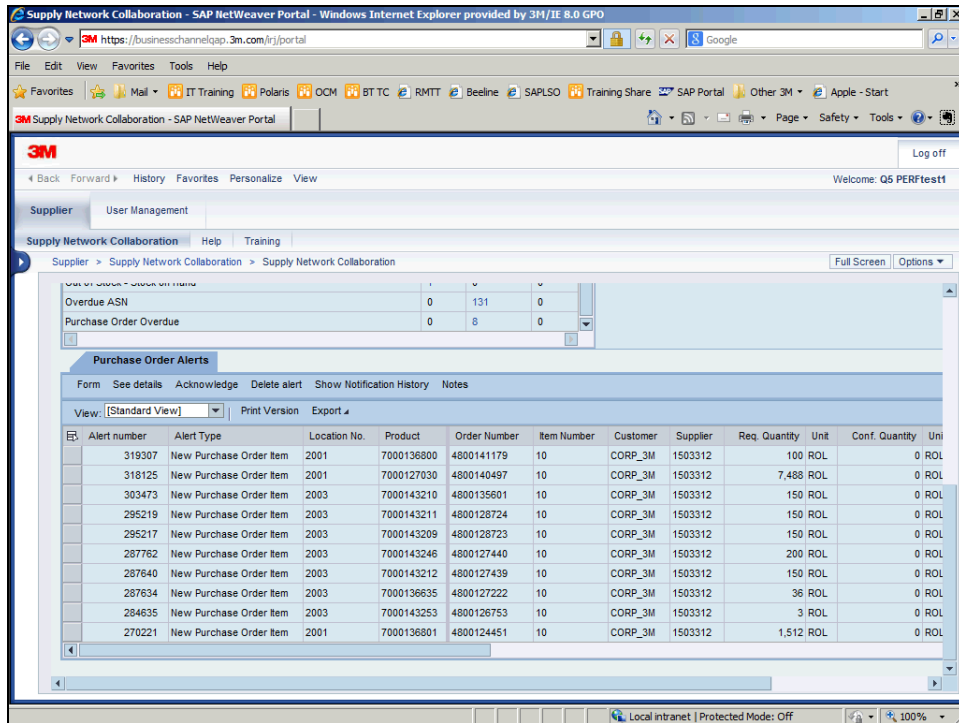 Supply Network Collaboration - SAP NetWeaver Portal - Windows Internet Explorer provided by 3M/IE 8.0 GPO
3M https://businesschannelqap.3m.com/irj/portal
Google
File Edit View Favorites Tools Help
Favorites Mail IT Training Polaris OCM BT TC RMTT Beeline SAPLSO Training Share SAP Portal Other 3M Apple - Start
3M Supply Network Collaboration - SAP NetWeaver Portal
Page Safety Tools
3M
Log off
Back Forward History Favorites Personalize View
Welcome: Q5 PERFtest1
Supplier User Management
Supply Network Collaboration Help Training
Supplier > Supply Network Collaboration > Supply Network Collaboration
Full Screen Options
Out of Stock - Stock on hand 1 0 0
Overdue ASN 0 131 0
Purchase Order Overdue 0 8 0
Purchase Order Alerts
Form See details Acknowledge Delete alert Show Notification History Notes
View: [Standard View] Print Version Export
Alert number Alert Type Location No. Product Order Number Item Number Customer Supplier Req. Quantity Unit Conf. Quantity Uni
319307 New Purchase Order Item 2001 7000136800 4800141179 10 CORP_3M 1503312 100 ROL 0 ROL
318125 New Purchase Order Item 2001 7000127030 4800140497 10 CORP_3M 1503312 7,488 ROL 0 ROL
303473 New Purchase Order Item 2003 7000143210 4800135601 10 CORP_3M 1503312 150 ROL 0 ROL
295219 New Purchase Order Item 2003 7000143211 4800128724 10 CORP_3M 1503312 150 ROL 0 ROL
295217 New Purchase Order Item 2003 7000143209 4800128723 10 CORP_3M 1503312 150 ROL 0 ROL
287762 New Purchase Order Item 2003 7000143246 4800127440 10 CORP_3M 1503312 200 ROL 0 ROL
287640 New Purchase Order Item 2003 7000143212 4800127439 10 CORP_3M 1503312 150 ROL 0 ROL
287634 New Purchase Order Item 2003 7000136635 4800127222 10 CORP_3M 1503312 36 ROL 0 ROL
284635 New Purchase Order Item 2003 7000143253 4800126753 10 CORP_3M 1503312 3 ROL 0 ROL
270221 New Purchase Order Item 2001 7000136801 4800124451 10 CORP_3M 1503312 1,512 ROL 0 ROL
Local intranet | Protected Mode: Off
100%